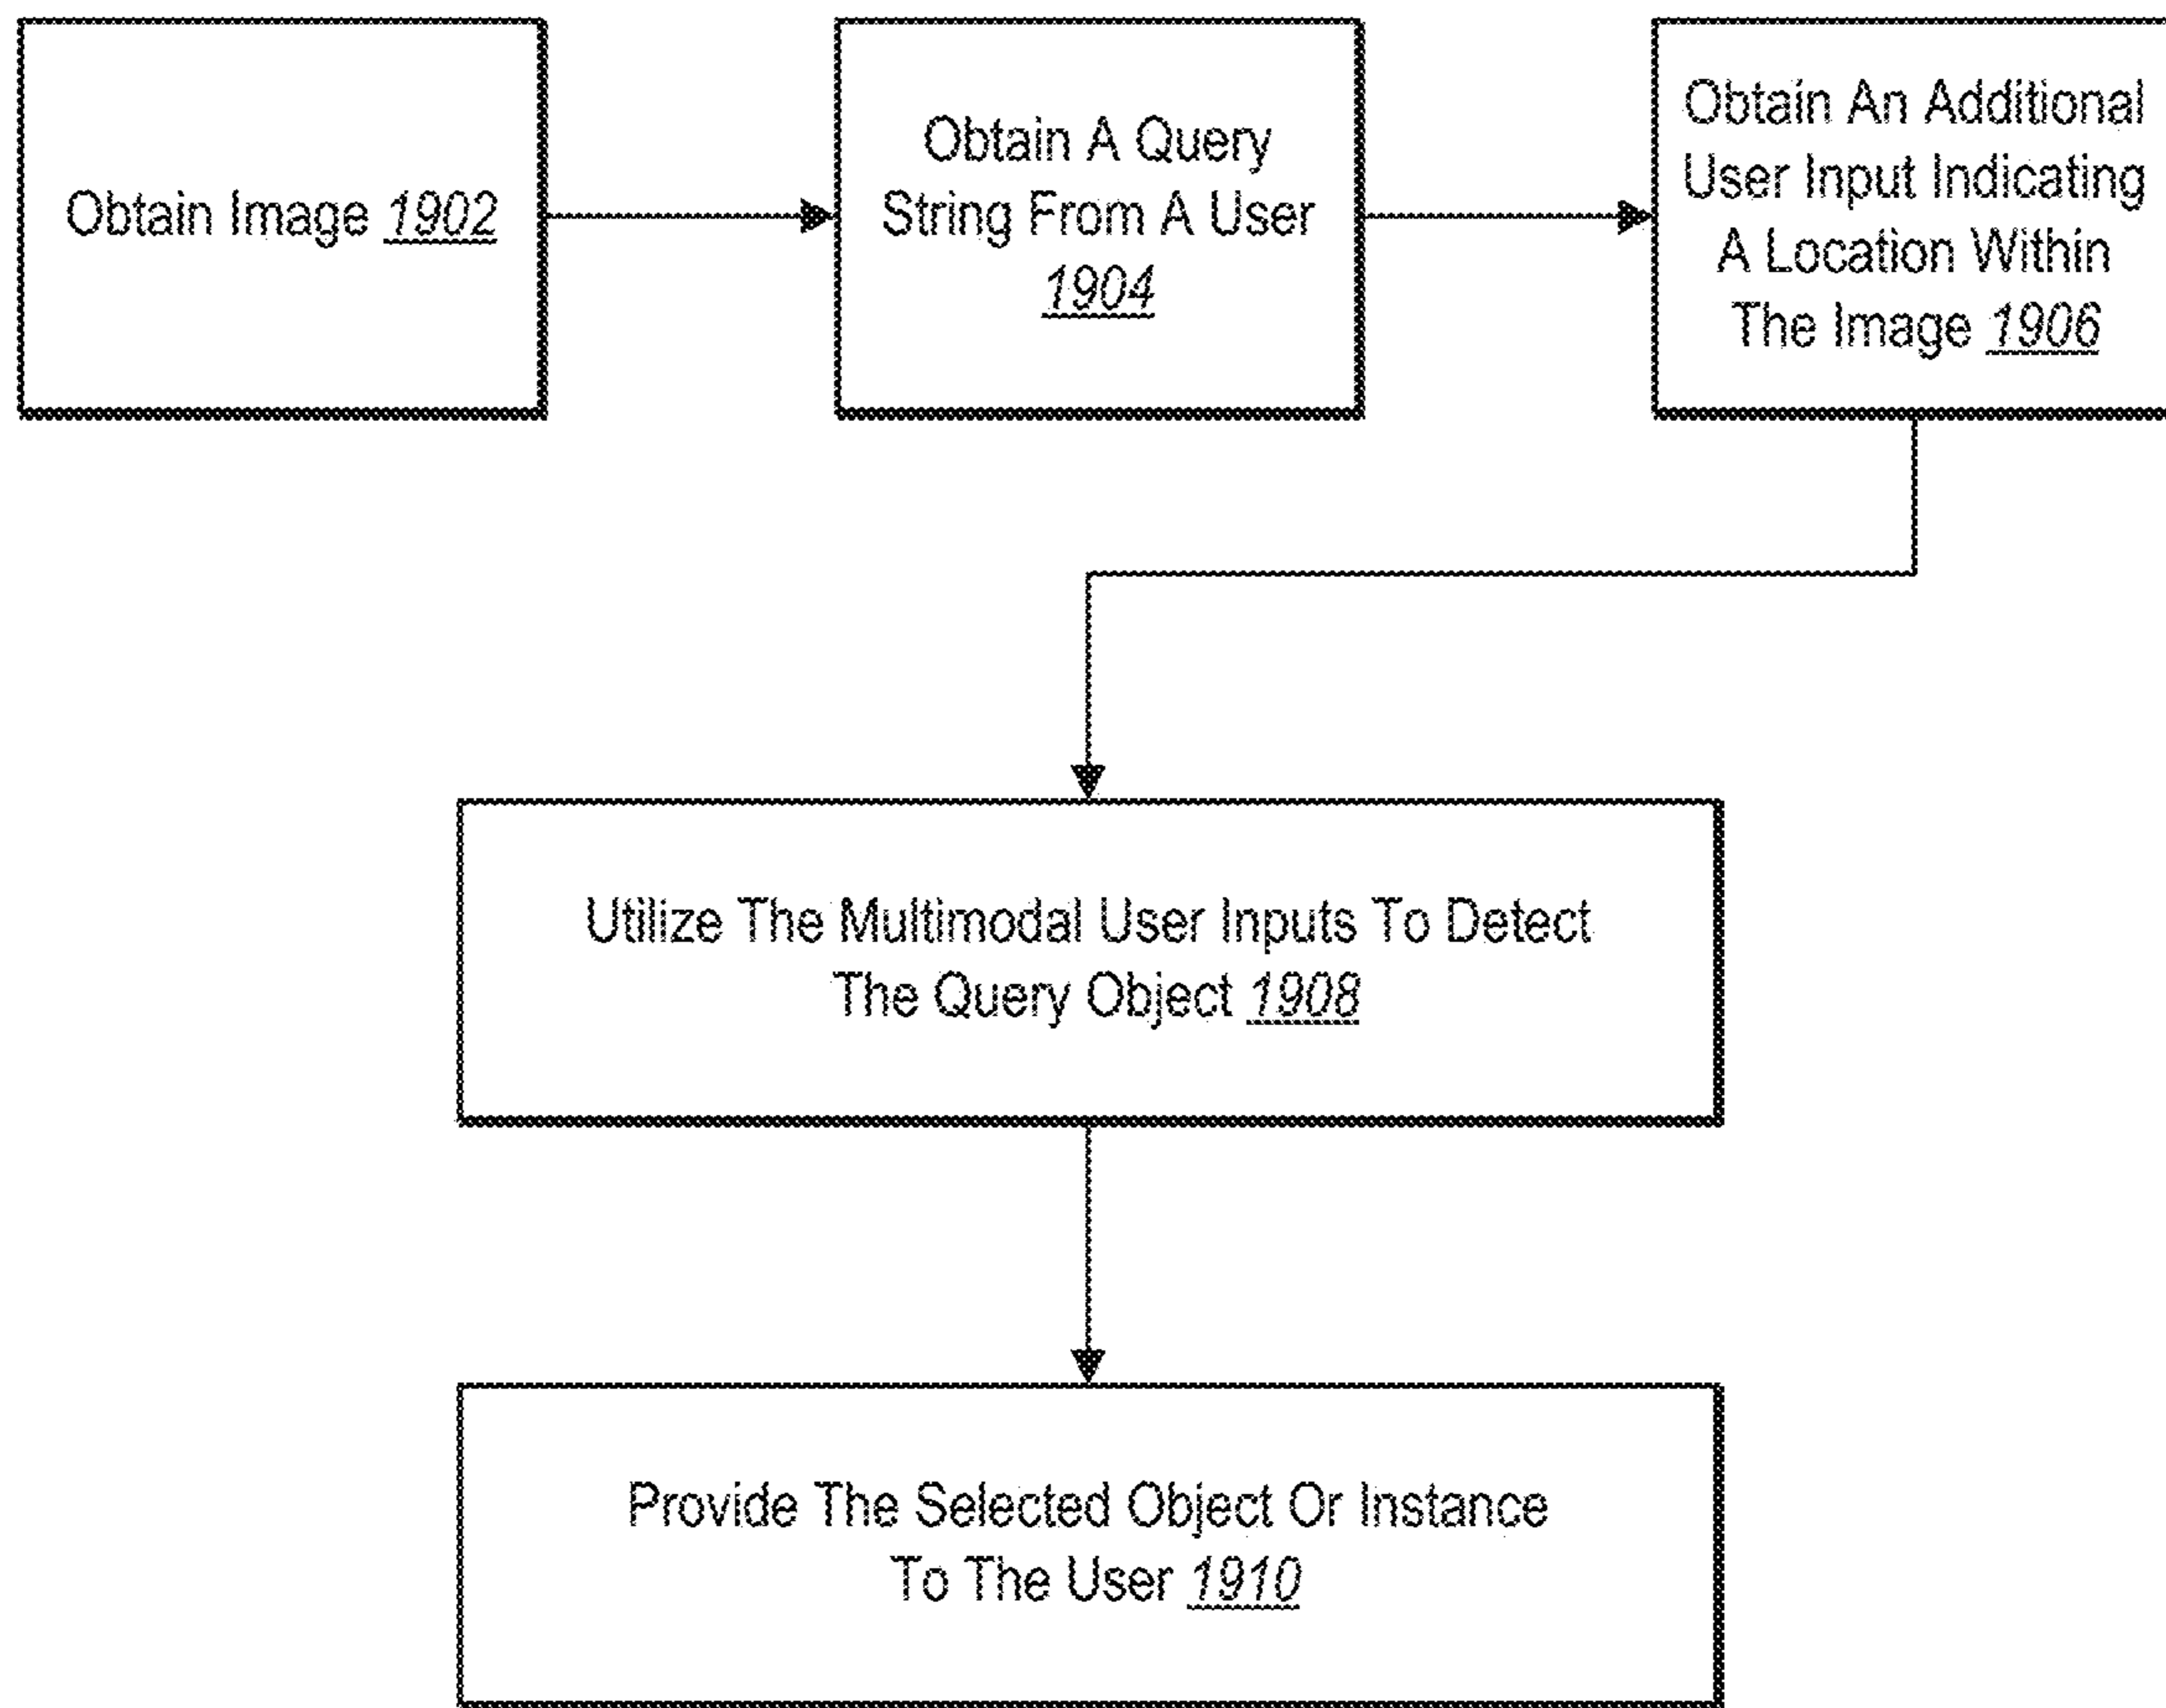 Obtain Image 1902
Obtain A Query
String From A User
1904
Obtain An Additional
User Input Indicating
A Location Within
The Image 1906
Utilize The Multimodal User Inputs To Detect
The Query Object 1908
Provide The Selected Object Or Instance
To The User 1910